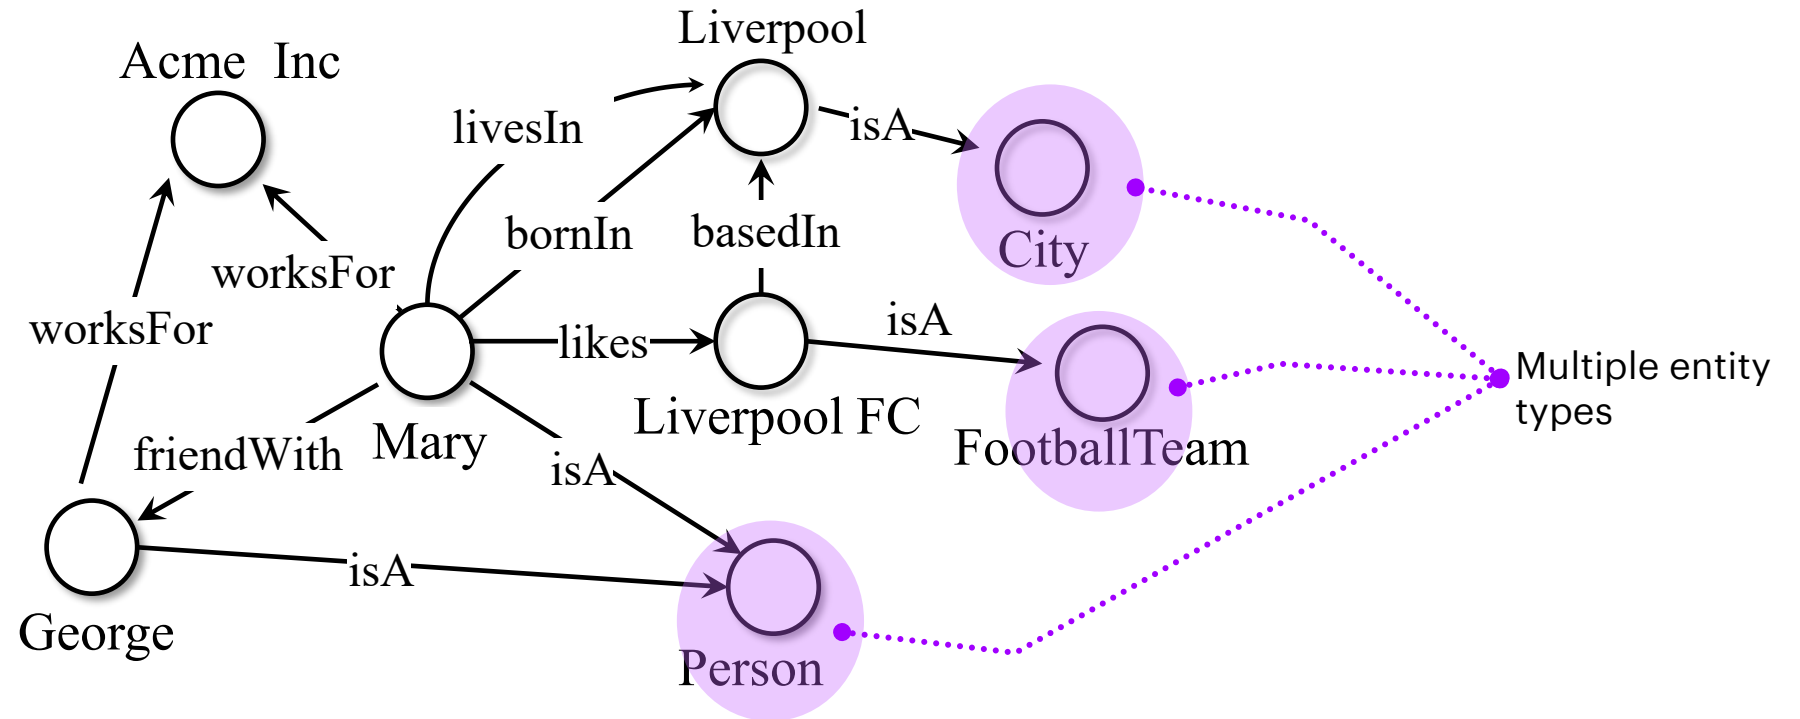 Liverpool
Acme Inc
livesIn
isA
bornIn
basedIn
City
worksFor
worksFor
likes
isA
Multiple entity
types
Liverpool FC
Mary
friendWith
FootballTeam
isA
isA
George
Person